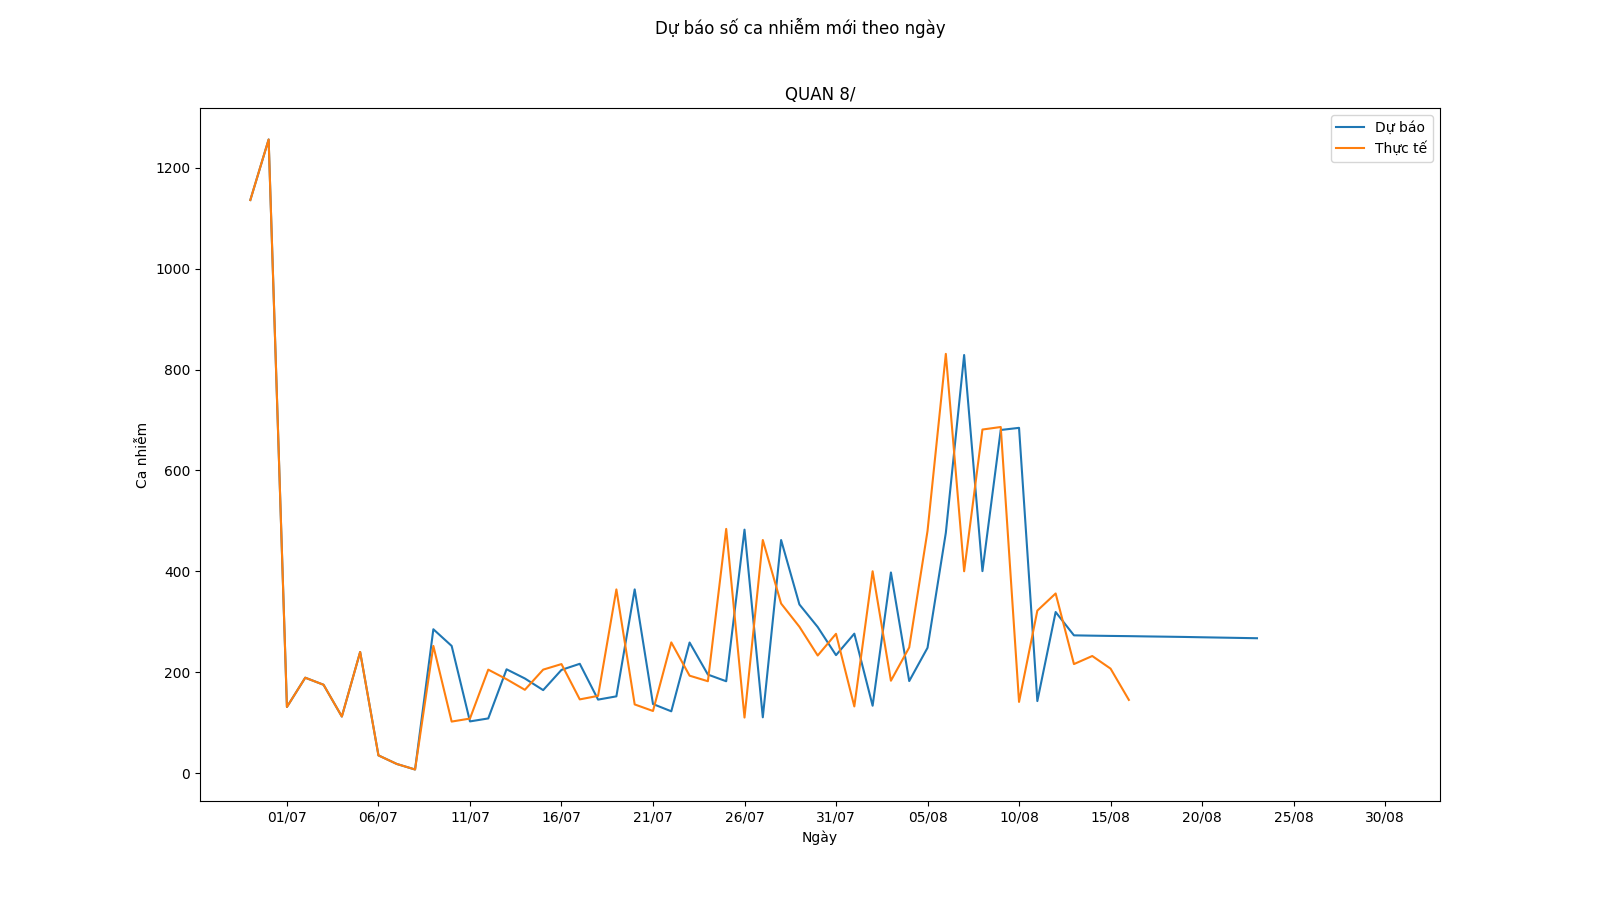 Dự báo số ca nhiễm mới theo ngày
QUAN 8/
Dự báo
Thực tế
1200
1000
800
600
400
200
0
Ca nhiễm
01/07 06/07 11/07 16/07 21/07 26/07 31/07 05/08 10/08 15/08 20/08 25/08 30/08
Ngày